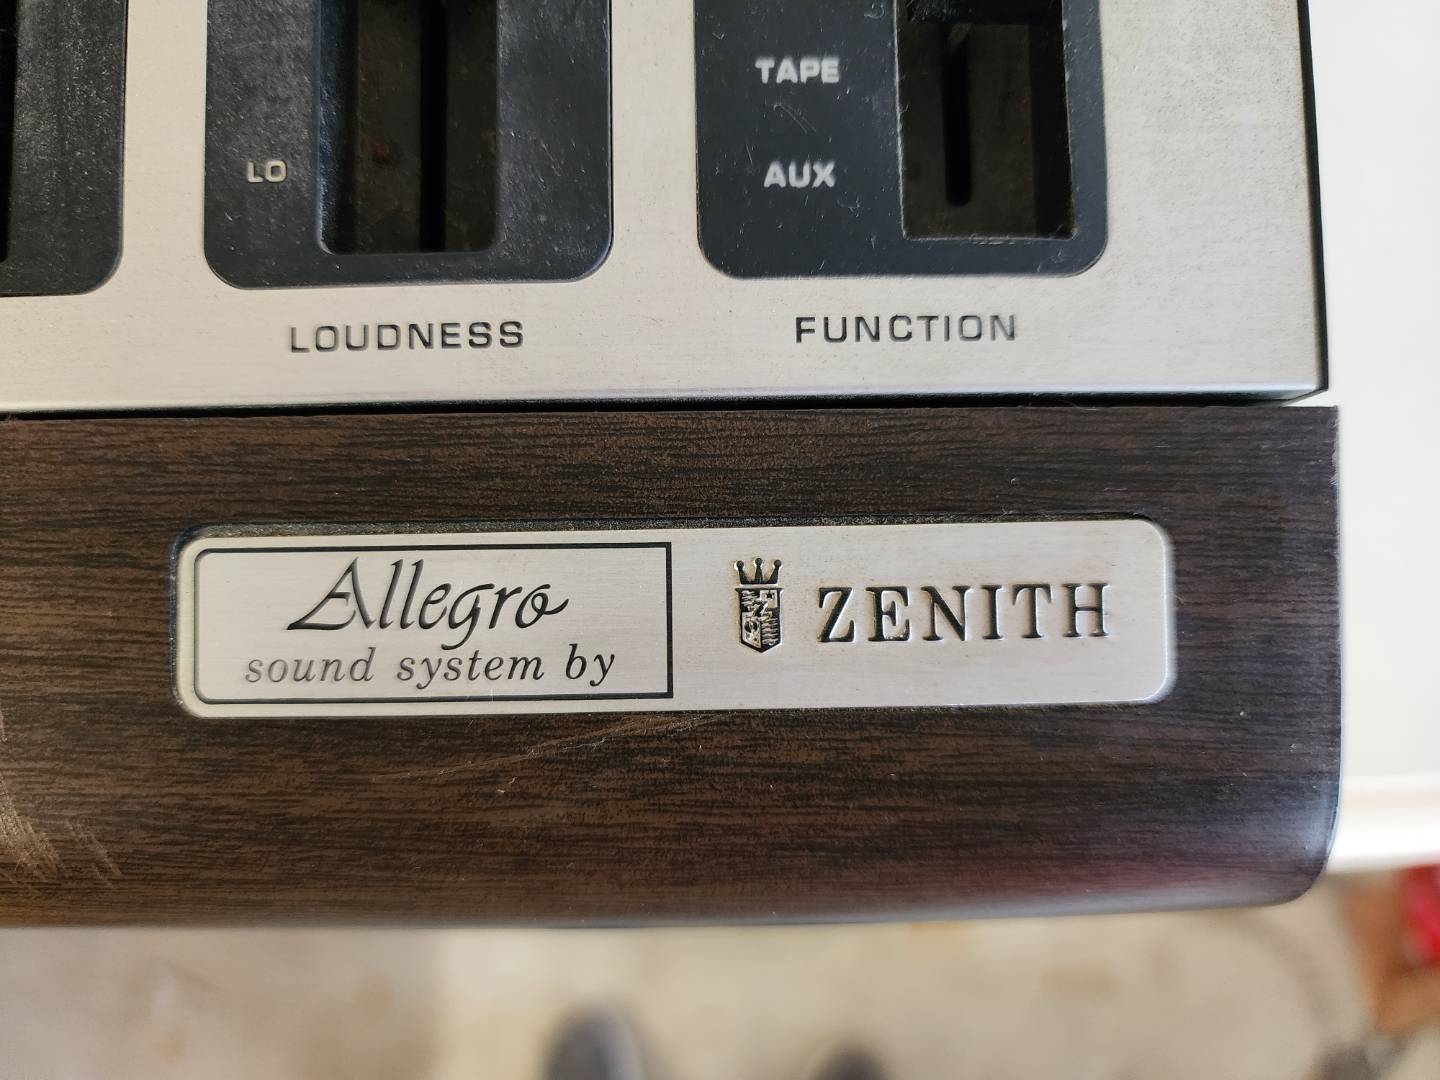 TAPE
LO
AUX
LOUDNESS
FUNCTION
Allegro
sound system by
ZENITH